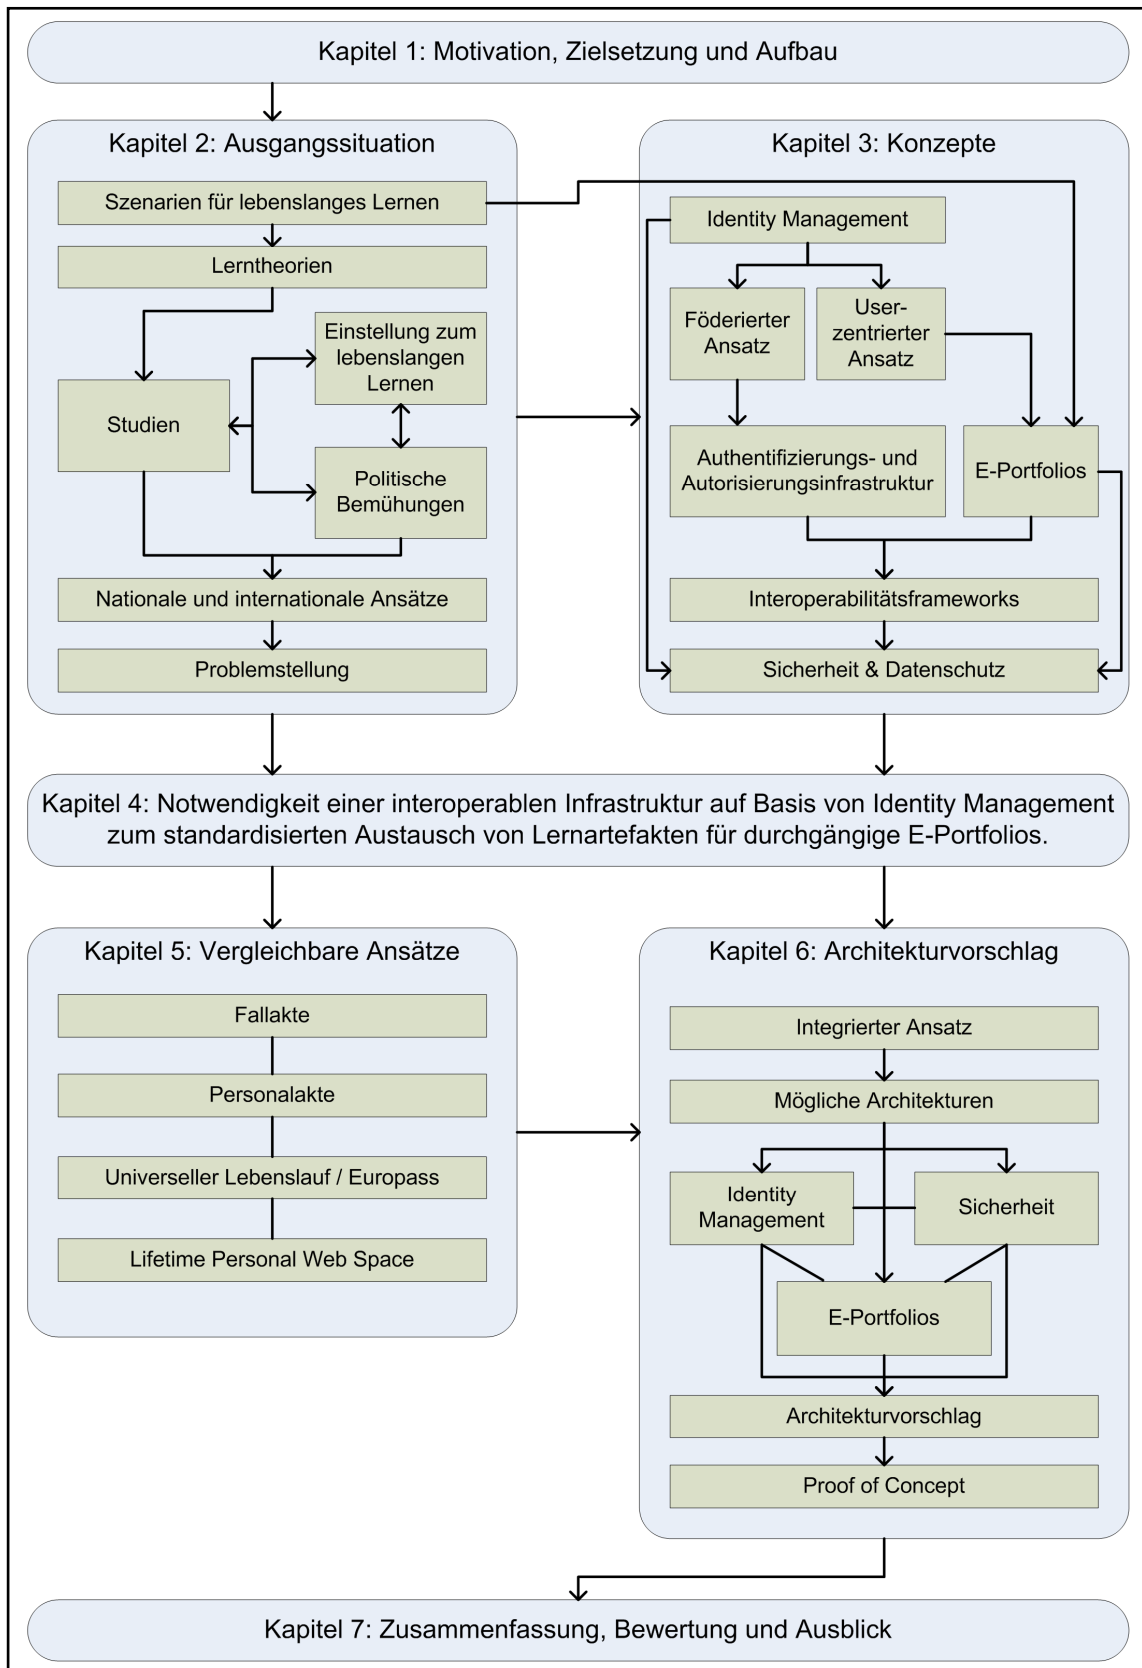 Kapitel 1: Motivation, Zielsetzung und Aufbau
Kapitel 2: Ausgangssituation
Szenarien für lebenslanges Lernen
Lerntheorien
Einstellung zum
lebenslangen
Lernen
Studien
Politische
Bemühungen
Nationale und internationale Ansätze
Problemstellung
Kapitel 3: Konzepte
Identity Management
Föderierter
Ansatz
User-
zentrierter
Ansatz
Authentifizierungs- und
Autorisierungsinfrastruktur
E-Portfolios
Interoperabilitätsframeworks
Sicherheit & Datenschutz
Kapitel 4: Notwendigkeit einer interoperablen Infrastruktur auf Basis von Identity Management
zum standardisierten Austausch von Lernartefakten für durchgängige E-Portfolios.
Kapitel 5: Vergleichbare Ansätze
Fallakte
Personalakte
Universeller Lebenslauf / Europass
Lifetime Personal Web Space
Kapitel 6: Architekturvorschlag
Integrierter Ansatz
Mögliche Architekturen
Identity
Management
Sicherheit
E-Portfolios
Architekturvorschlag
Proof of Concept
Kapitel 7: Zusammenfassung, Bewertung und Ausblick